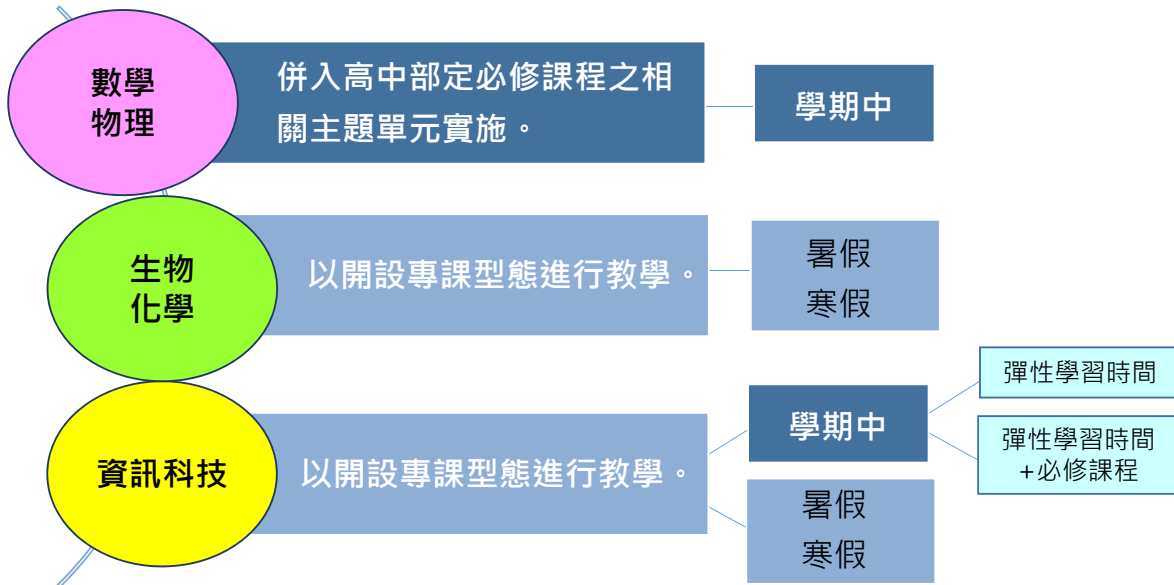 數學
物理
併入高中部定必修課程之相
關主題單元實施。
學期中
生物
化學
以開設專課型態進行教學。
暑假
寒假
資訊科技
以開設專課型態進行教學。
學期中
彈性學習時間
彈性學習時間
+必修課程
暑假
寒假